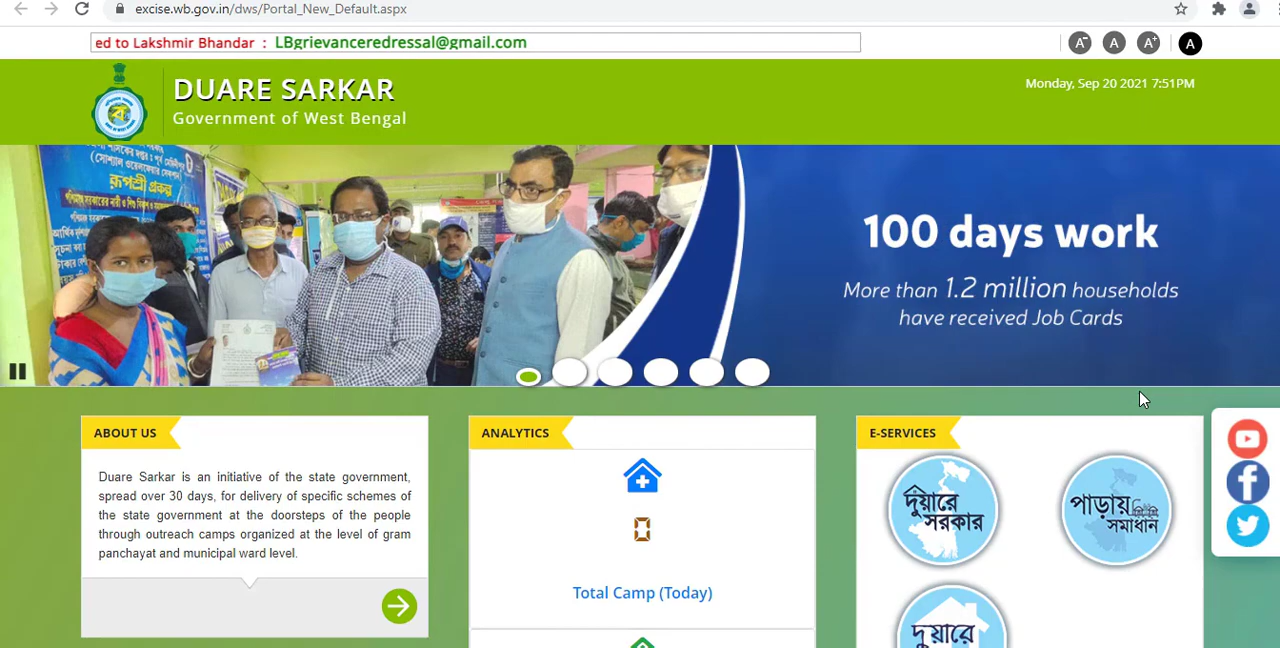 excise.wb.gov.in/dws/Portal_New_Default.aspx
ed to Lakshmir Bhandar : LBgrievanceredressal@gmail.com
A- A A+ A
DUARE SARKAR
Government of West Bengal
Monday, Sep 20 2021 7:51PM
রূপশ্রী প্রকল্প
100 days work
More than 1.2 million households
have received Job Cards
ABOUT US
Duare Sarkar is an initiative of the state government,
spread over 30 days, for delivery of specific schemes of
the state government at the doorsteps of the people
through outreach camps organized at the level of gram
panchayat and municipal ward level.
ANALYTICS
0
Total Camp (Today)
E-SERVICES
দুয়ারে
সরকার
পাড়ায়
সমাধান
দুয়ারে